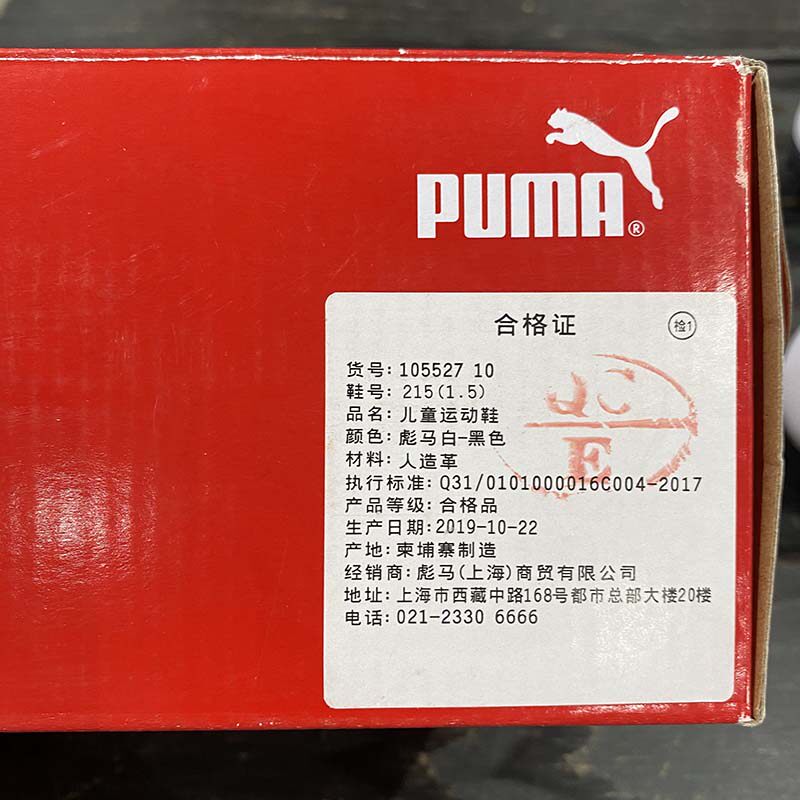 PUMA®
合格证 检1
货号: 105527 10
鞋号: 215(1.5)
品名: 儿童运动鞋
颜色: 彪马白-黑色
材料: 人造革
执行标准: Q31/0101000016C004-2017
产品等级: 合格品
生产日期: 2019-10-22
产地: 柬埔寨制造
经销商: 彪马(上海)商贸有限公司
地址: 上海市西藏中路168号都市总部大楼20楼
电话: 021-2330 6666
QC
E